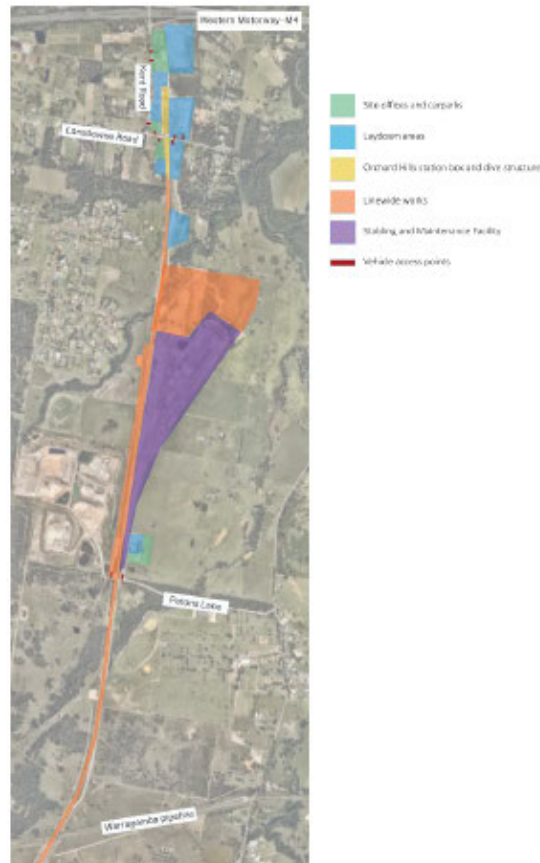 Western Motorway–M4
Kent Road
Lansdowne Road
Site offices and carparks
Laydown areas
Orchard Hills station box and dive structure
Linewide works
Stabling and Maintenance Facility
Vehicle access points
Patons Lane
Warragamba pipeline